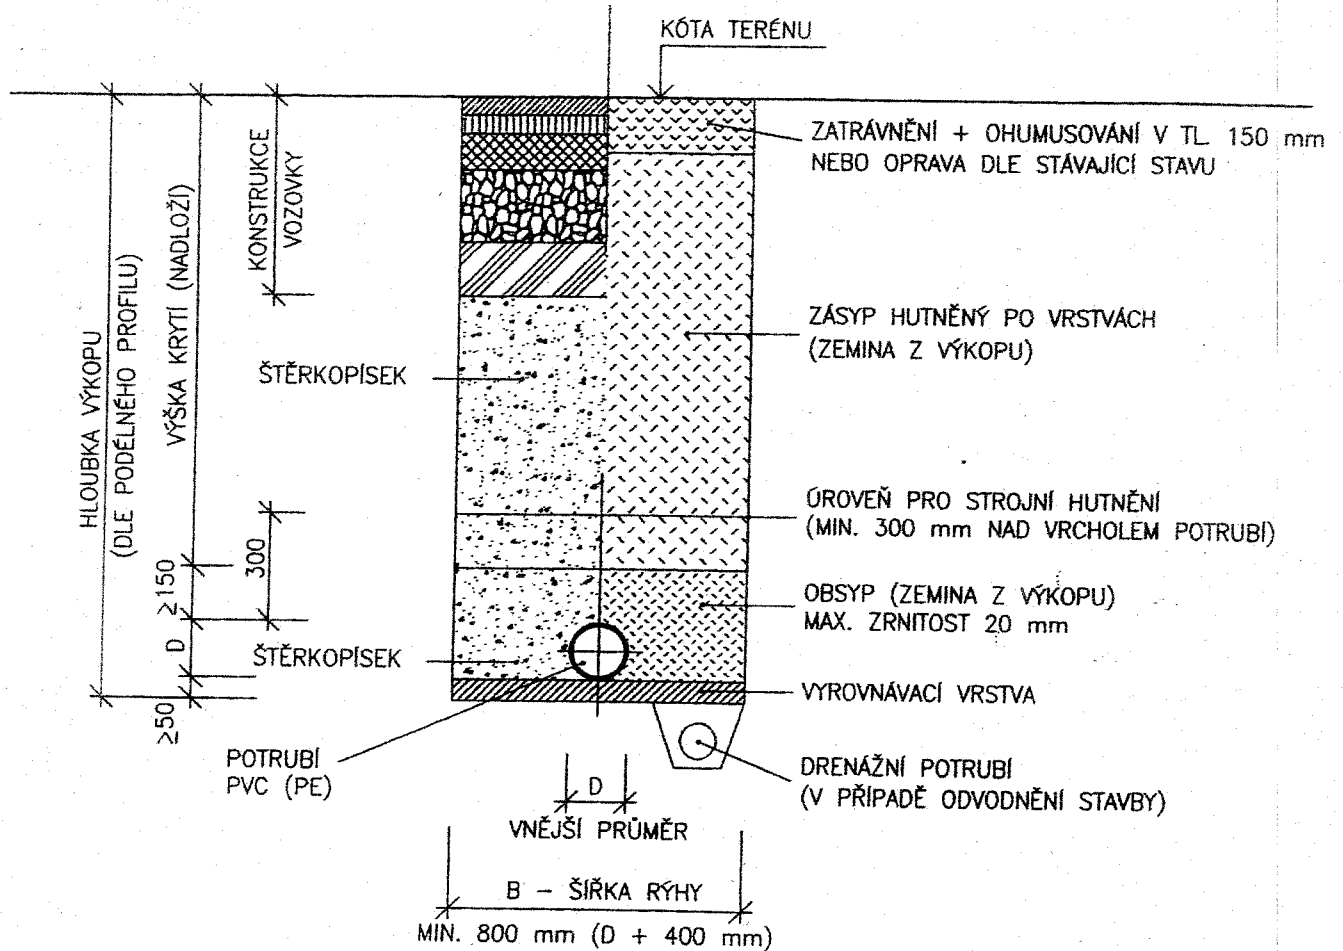 KÓTA TERÉNU
ZATRÁVNĚNÍ + OHUMUSOVÁNÍ V TL. 150 mm
NEBO OPRAVA DLE STÁVAJÍCÍ STAVU
KONSTRUKCE
VOZOVKY
VÝŠKA KRYTÍ (NADLOŽÍ)
HLOUBKA VÝKOPU
(DLE PODÉLNÉHO PROFILU)
ZÁSYP HUTNĚNÝ PO VRSTVÁCH
(ZEMINA Z VÝKOPU)
ŠTĚRKOPÍSEK
ÚROVEŇ PRO STROJNÍ HUTNĚNÍ
(MIN. 300 mm NAD VRCHOLEM POTRUBÍ)
300
≥150
OBSYP (ZEMINA Z VÝKOPU)
MAX. ZRNITOST 20 mm
D
ŠTĚRKOPÍSEK
VYROVNÁVACÍ VRSTVA
≥50
POTRUBÍ
PVC (PE)
DRENÁŽNÍ POTRUBÍ
(V PŘÍPADĚ ODVODNĚNÍ STAVBY)
D
VNĚJŠÍ PRŮMĚR
B – ŠÍŘKA RÝHY
MIN. 800 mm (D + 400 mm)